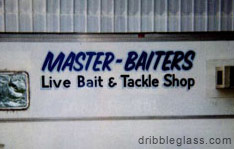 MASTER-BAITERS
Live Bait & Tackle Shop
dribbleglass.com